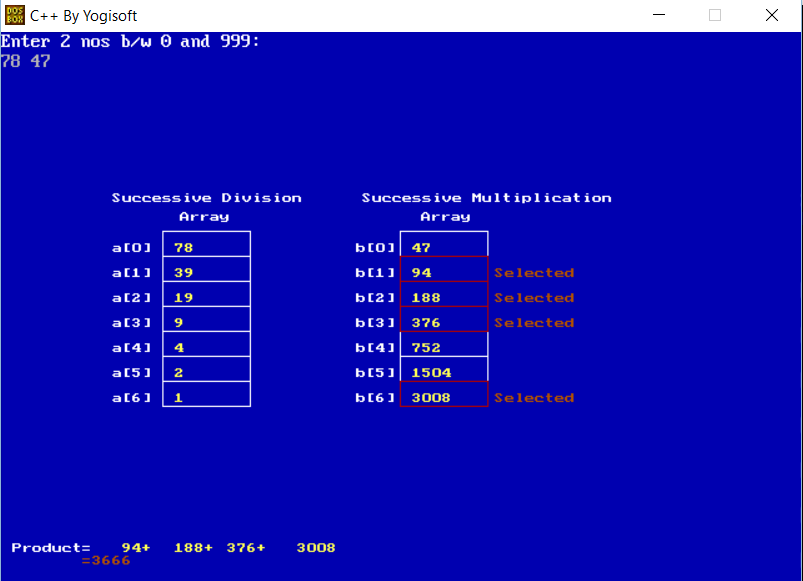 C++ By Yogisoft
Enter 2 nos b/w 0 and 999:
78 47
Successive Division Successive Multiplication
Array Array
a[0] 78 b[0] 47
a[1] 39 b[1] 94 Selected
a[2] 19 b[2] 188 Selected
a[3] 9 b[3] 376 Selected
a[4] 4 b[4] 752
a[5] 2 b[5] 1504
a[6] 1 b[6] 3008 Selected
Product= 94+ 188+ 376+ 3008
=3666